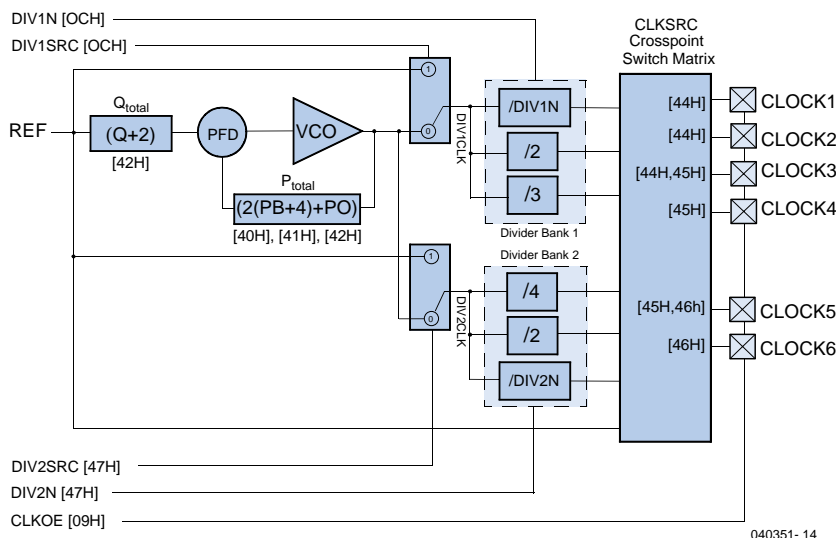 DIV1N [OCH]
DIV1SRC [OCH]
CLKSRC
Crosspoint
Switch Matrix
1
Qtotal
REF
(Q+2)
[42H]
PFD
VCO
0
DIV1CLK
/DIV1N
/2
/3
Divider Bank 1
Ptotal
(2(PB+4)+PO)
[40H], [41H], [42H]
[44H]
CLOCK1
[44H]
CLOCK2
[44H,45H]
CLOCK3
[45H]
CLOCK4
Divider Bank 2
1
0
DIV2CLK
/4
/2
/DIV2N
[45H,46h]
CLOCK5
[46H]
CLOCK6
DIV2SRC [47H]
DIV2N [47H]
CLKOE [09H]
040351- 14